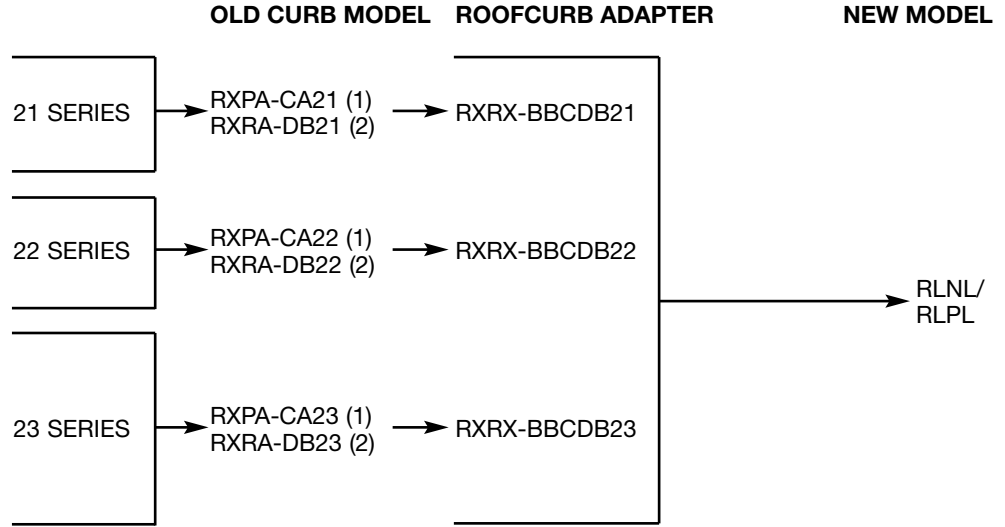 OLD CURB MODEL ROOFCURB ADAPTER NEW MODEL
21 SERIES
RXPA-CA21 (1)
RXRA-DB21 (2)
RXRX-BBCDB21
22 SERIES
RXPA-CA22 (1)
RXRA-DB22 (2)
RXRX-BBCDB22
RLNL/
RLPL
23 SERIES
RXPA-CA23 (1)
RXRA-DB23 (2)
RXRX-BBCDB23